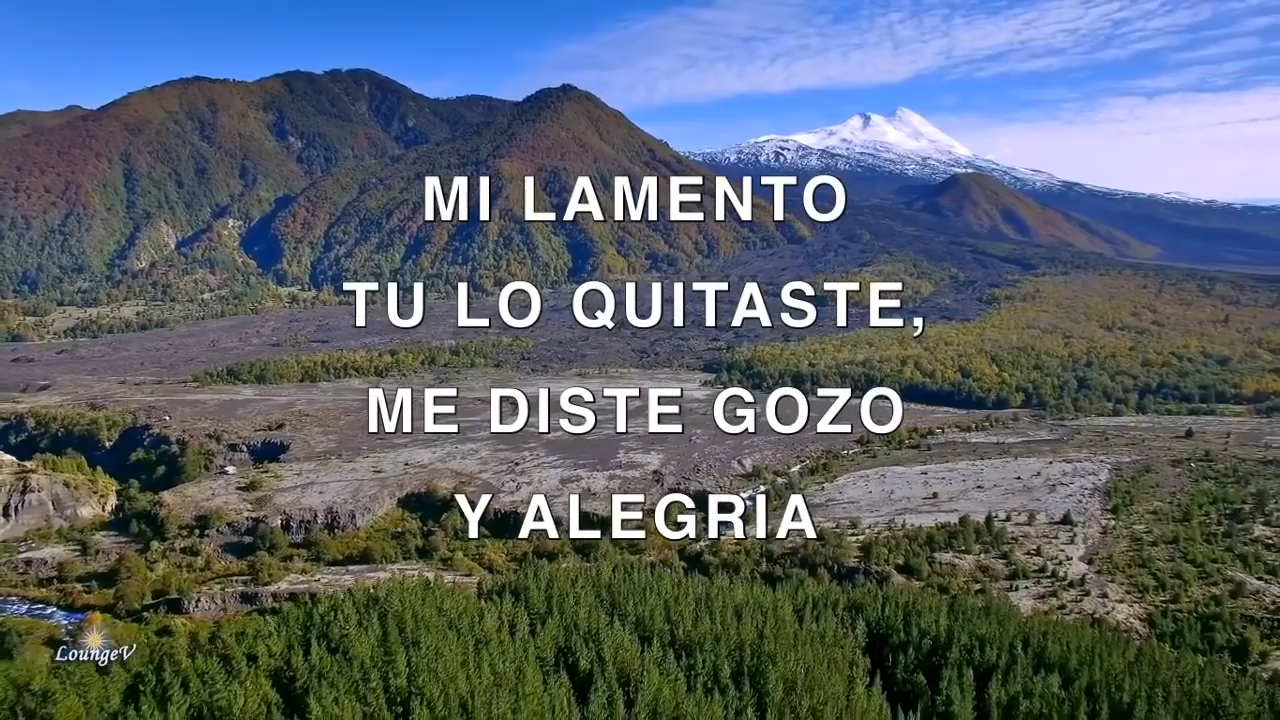 MI LAMENTO
TU LO QUITASTE,
ME DISTE GOZO
Y ALEGRIA
LoungeV